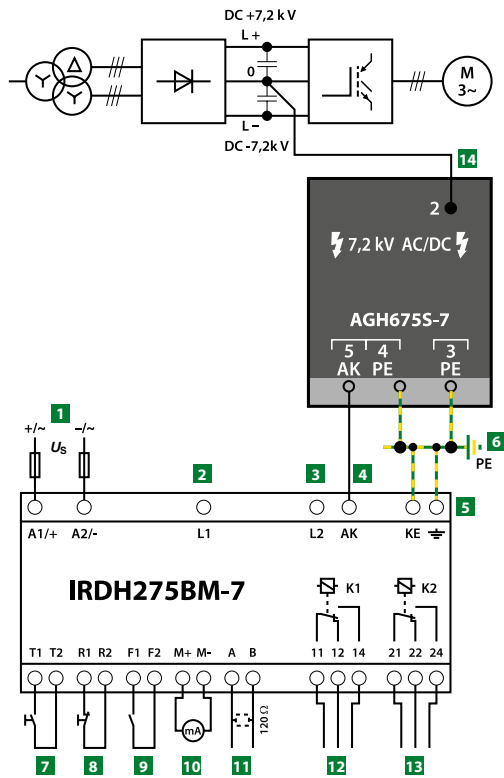 DC +7,2 k V
L +
0
L –
DC -7,2k V
M
3~
14
2
7,2 kV AC/DC
AGH675S-7
5 4 3
AK PE PE
1
+/~ Us –/~
2 3 4 6
PE
5
A1/+ A2/- L1 L2 AK KE
IRDH275BM-7
K1 K2
T1 T2 R1 R2 F1 F2 M+ M- A B 11 12 14 21 22 24
mA
120 Ω
7 8 9 10 11 12 13